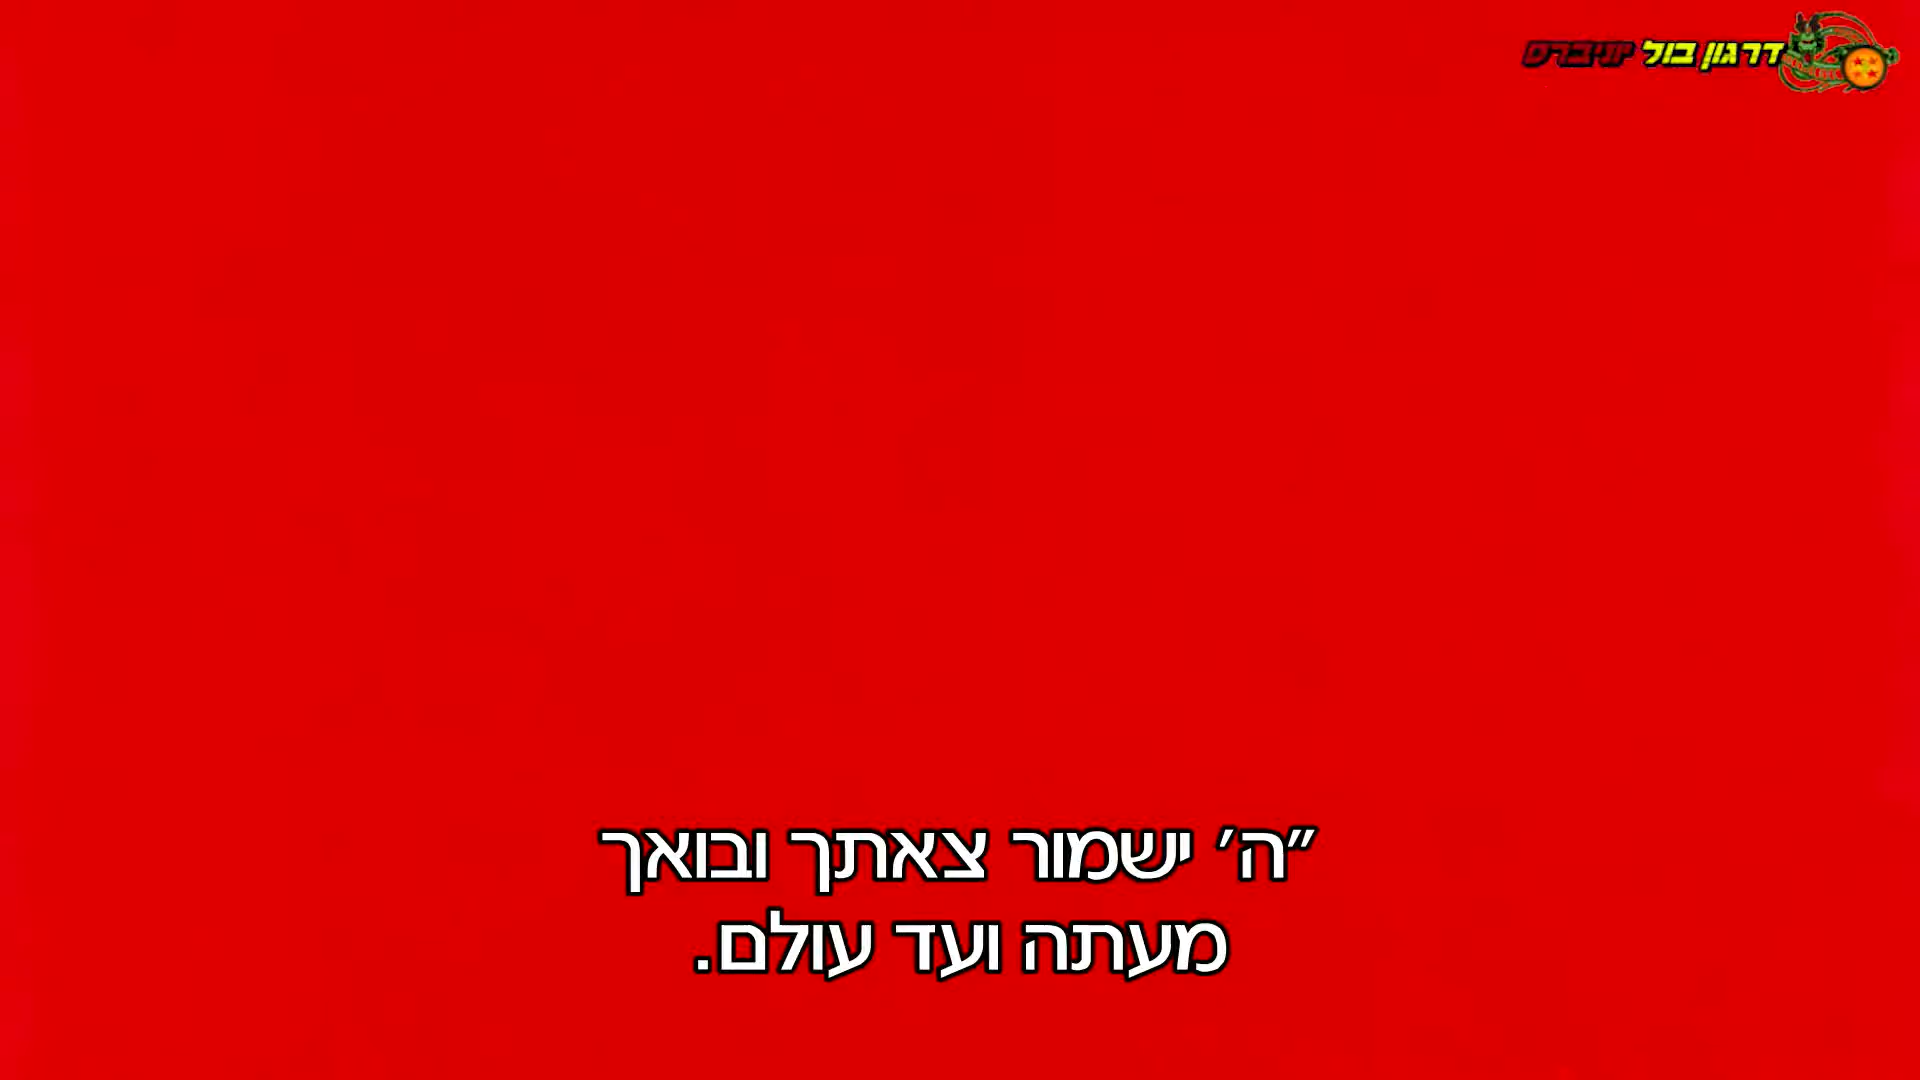 דרגון בול יוניברס
"ה' ישמור צאתך ובואך
מעתה ועד עולם.